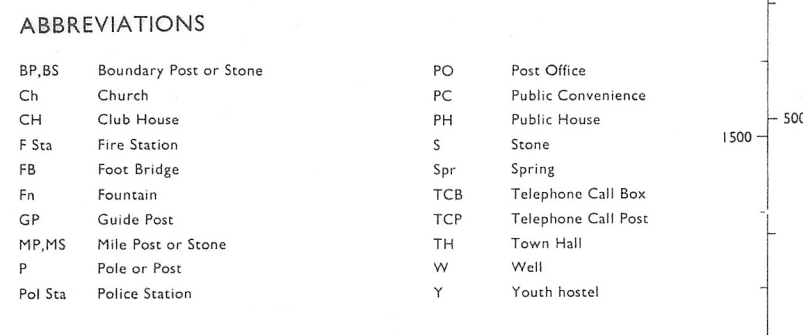 ABBREVIATIONS
BP,BS Boundary Post or Stone
Ch Church
CH Club House
F Sta Fire Station
FB Foot Bridge
Fn Fountain
GP Guide Post
MP,MS Mile Post or Stone
P Pole or Post
Pol Sta Police Station
PO Post Office
PC Public Convenience
PH Public House
S Stone
Spr Spring
TCB Telephone Call Box
TCP Telephone Call Post
TH Town Hall
W Well
Y Youth hostel
1500
500